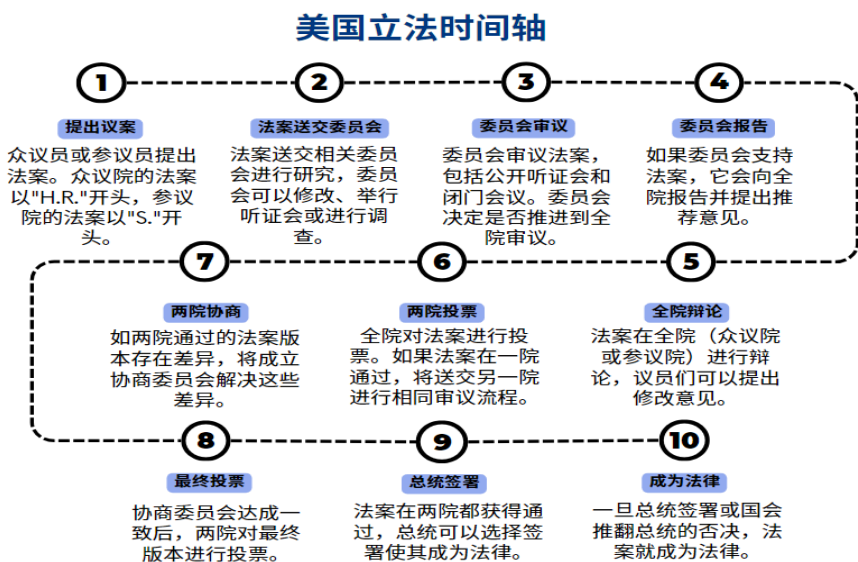 美国立法时间轴
1
提出议案
众议员或参议员提出
法案。众议院的法案
以"H.R."开头，参议
院的法案以"S."开
头。
2
法案送交委员会
法案送交相关委员
会进行研究，委员
会可以修改、举行
听证会或进行调
查。
3
委员会审议
委员会审议法案，
包括公开听证会和
闭门会议。委员会
决定是否推进到全
院审议。
4
委员会报告
如果委员会支持
法案，它会向全
院报告并提出推
荐意见。
5
全院辩论
法案在全院（众议院
或参议院）进行辩
论，议员们可以提出
修改意见。
6
两院投票
全院对法案进行投
票。如果法案在一院
通过，将送交另一院
进行相同审议流程。
7
两院协商
如两院通过的法案版
本存在差异，将成立
协商委员会解决这些
差异。
8
最终投票
协商委员会达成一
致后，两院对最终
版本进行投票。
9
总统签署
法案在两院都获得通
过，总统可以选择签
署使其成为法律。
10
成为法律
一旦总统签署或国会
推翻总统的否决，法
案就成为法律。